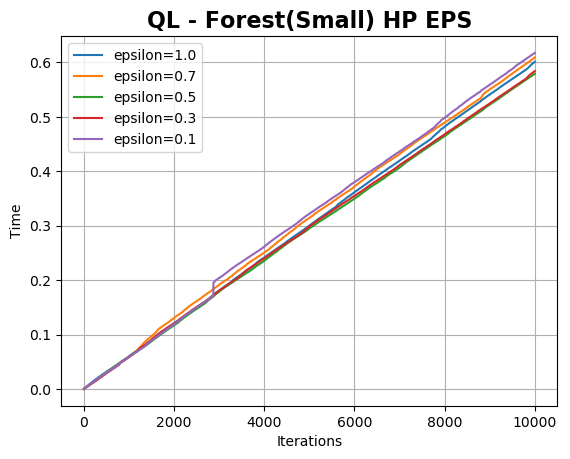 QL - Forest(Small) HP EPS
epsilon=1.0
epsilon=0.7
epsilon=0.5
epsilon=0.3
epsilon=0.1
Time
0.6
0.5
0.4
0.3
0.2
0.1
0.0
0 2000 4000 6000 8000 10000
Iterations